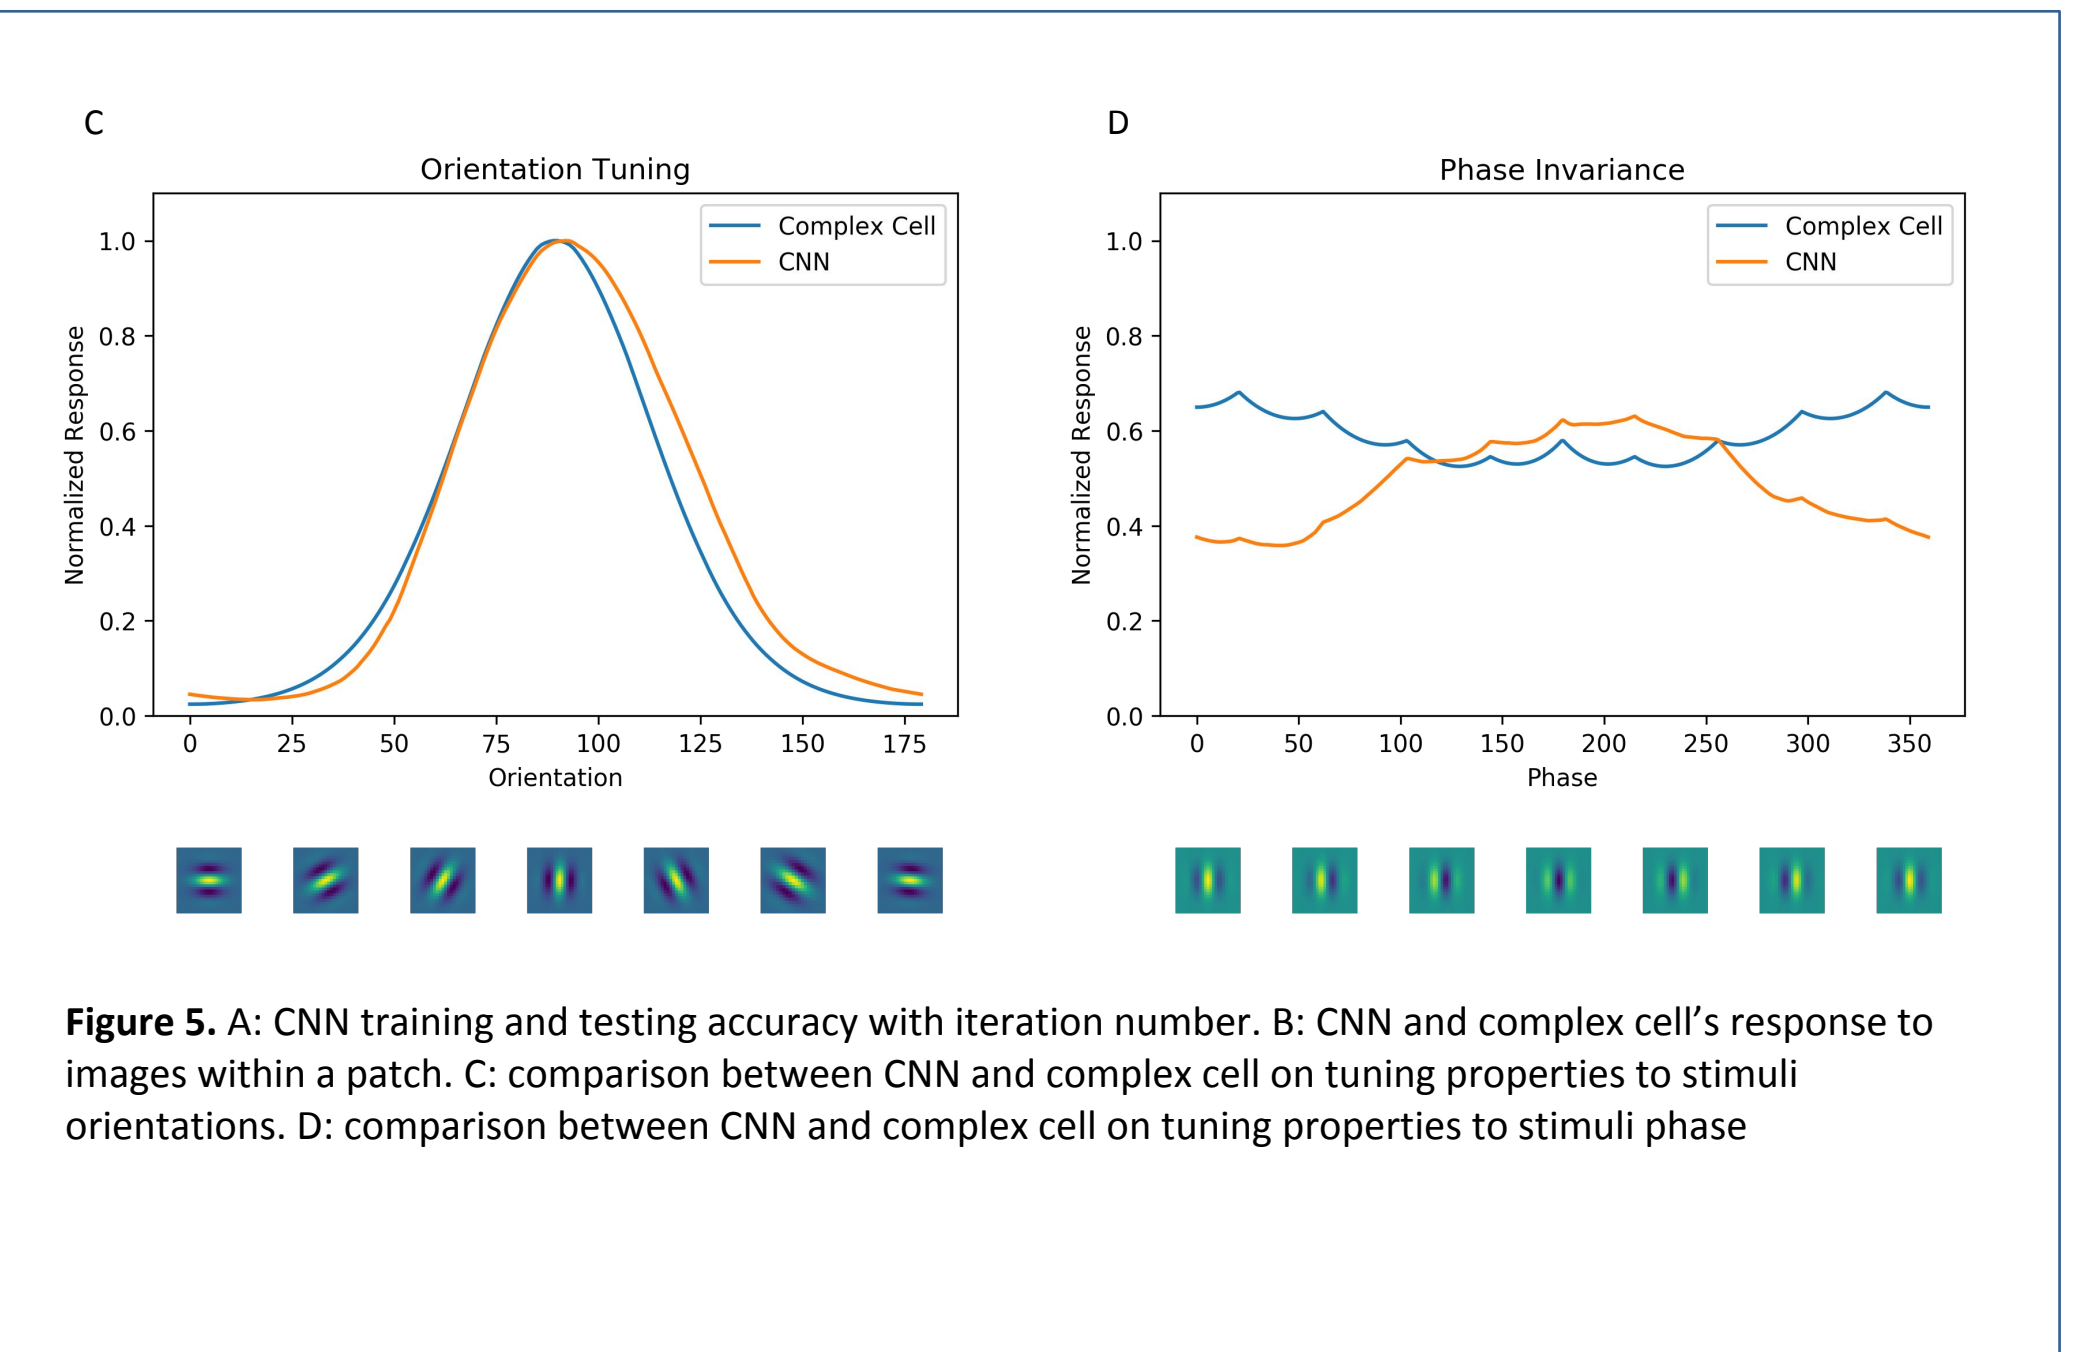 C
Orientation Tuning
Complex Cell
CNN
Normalized Response
1.0
0.8
0.6
0.4
0.2
0.0
0 25 50 75 100 125 150 175
Orientation
D
Phase Invariance
Complex Cell
CNN
Normalized Response
1.0
0.8
0.6
0.4
0.2
0.0
0 50 100 150 200 250 300 350
Phase
Figure 5. A: CNN training and testing accuracy with iteration number. B: CNN and complex cell’s response to
images within a patch. C: comparison between CNN and complex cell on tuning properties to stimuli
orientations. D: comparison between CNN and complex cell on tuning properties to stimuli phase